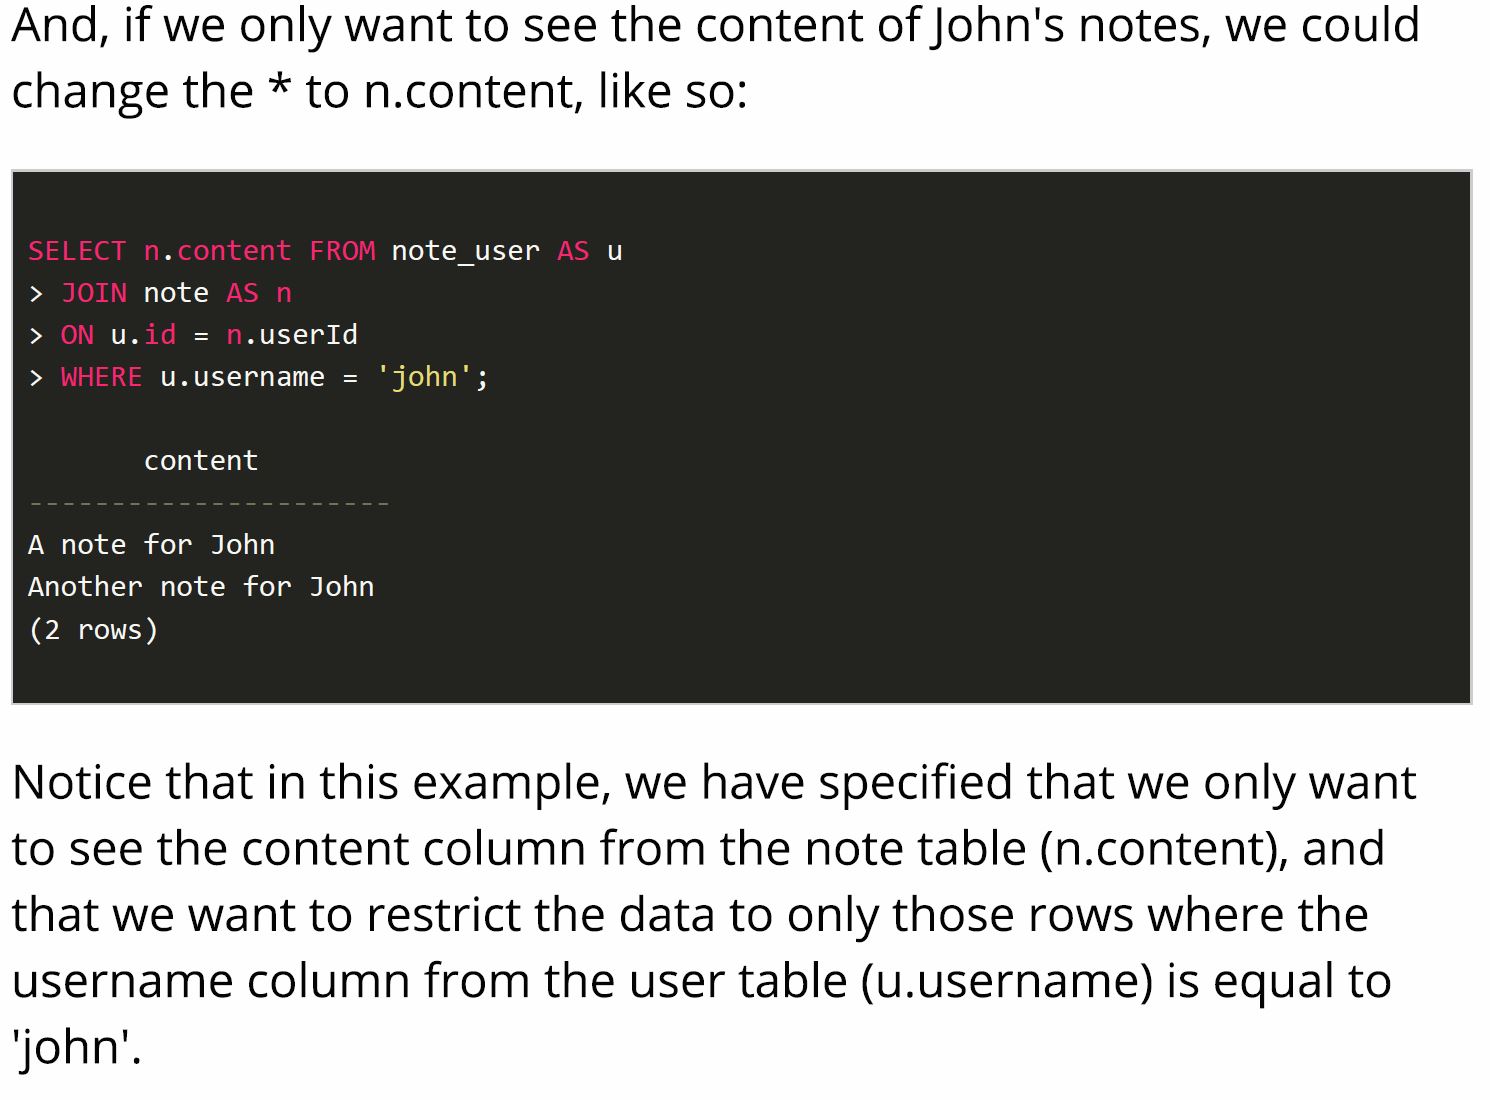 And, if we only want to see the content of John's notes, we could
change the * to n.content, like so:
SELECT n.content FROM note_user AS u
> JOIN note AS n
> ON u.id = n.userId
> WHERE u.username = 'john';
content
----------------------
A note for John
Another note for John
(2 rows)
Notice that in this example, we have specified that we only want
to see the content column from the note table (n.content), and
that we want to restrict the data to only those rows where the
username column from the user table (u.username) is equal to
'john'.